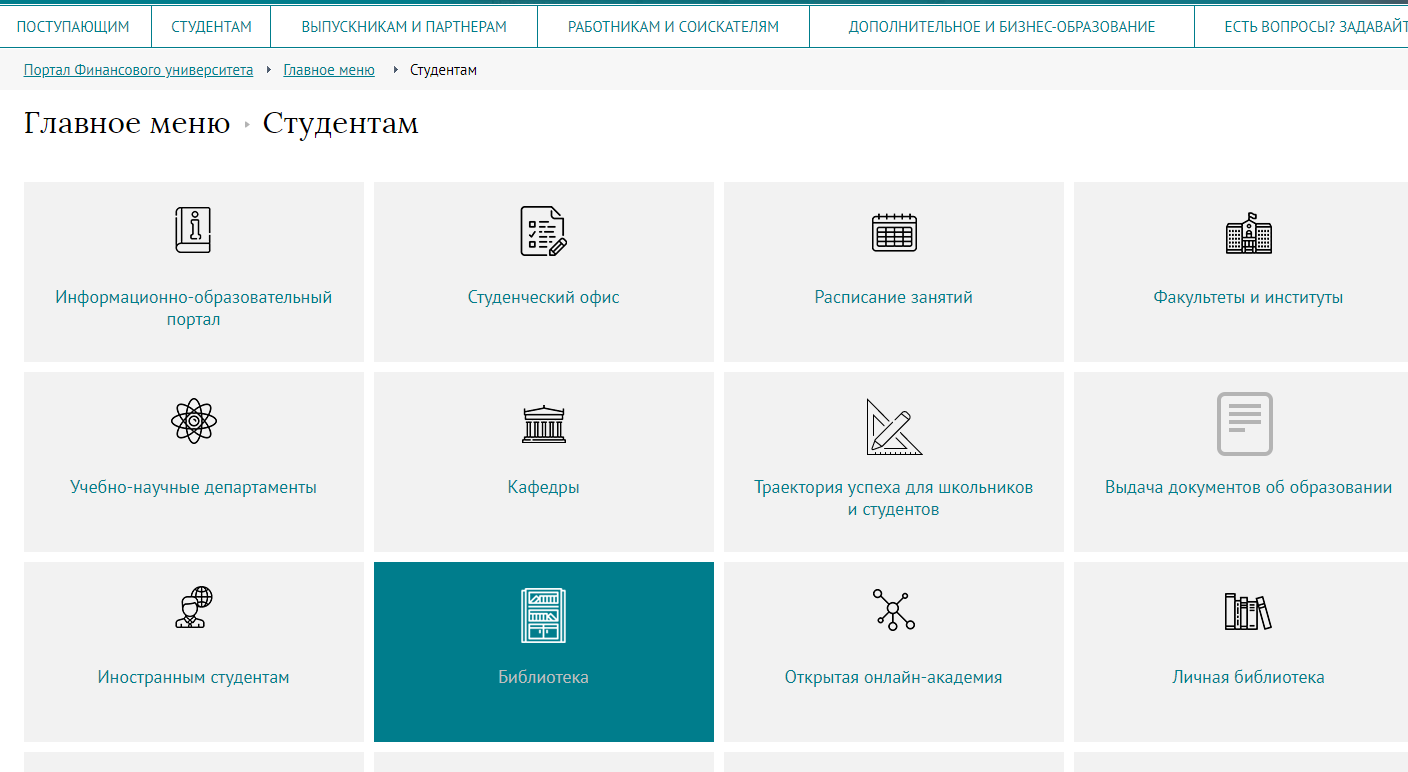 ПОСТУПАЮЩИМ СТУДЕНТАМ ВЫПУСКНИКАМ И ПАРТНЕРАМ РАБОТНИКАМ И СОИСКАТЕЛЯМ ДОПОЛНИТЕЛЬНОЕ И БИЗНЕС-ОБРАЗОВАНИЕ ЕСТЬ ВОПРОСЫ? ЗАДАВАЙТ
Портал Финансового университета Главное меню Студентам
Главное меню Студентам
Информационно-образовательный
портал
Студенческий офис
Расписание занятий
Факультеты и институты
Учебно-научные департаменты
Кафедры
Траектория успеха для школьников
и студентов
Выдача документов об образовании
Иностранным студентам
Библиотека
Открытая онлайн-академия
Личная библиотека